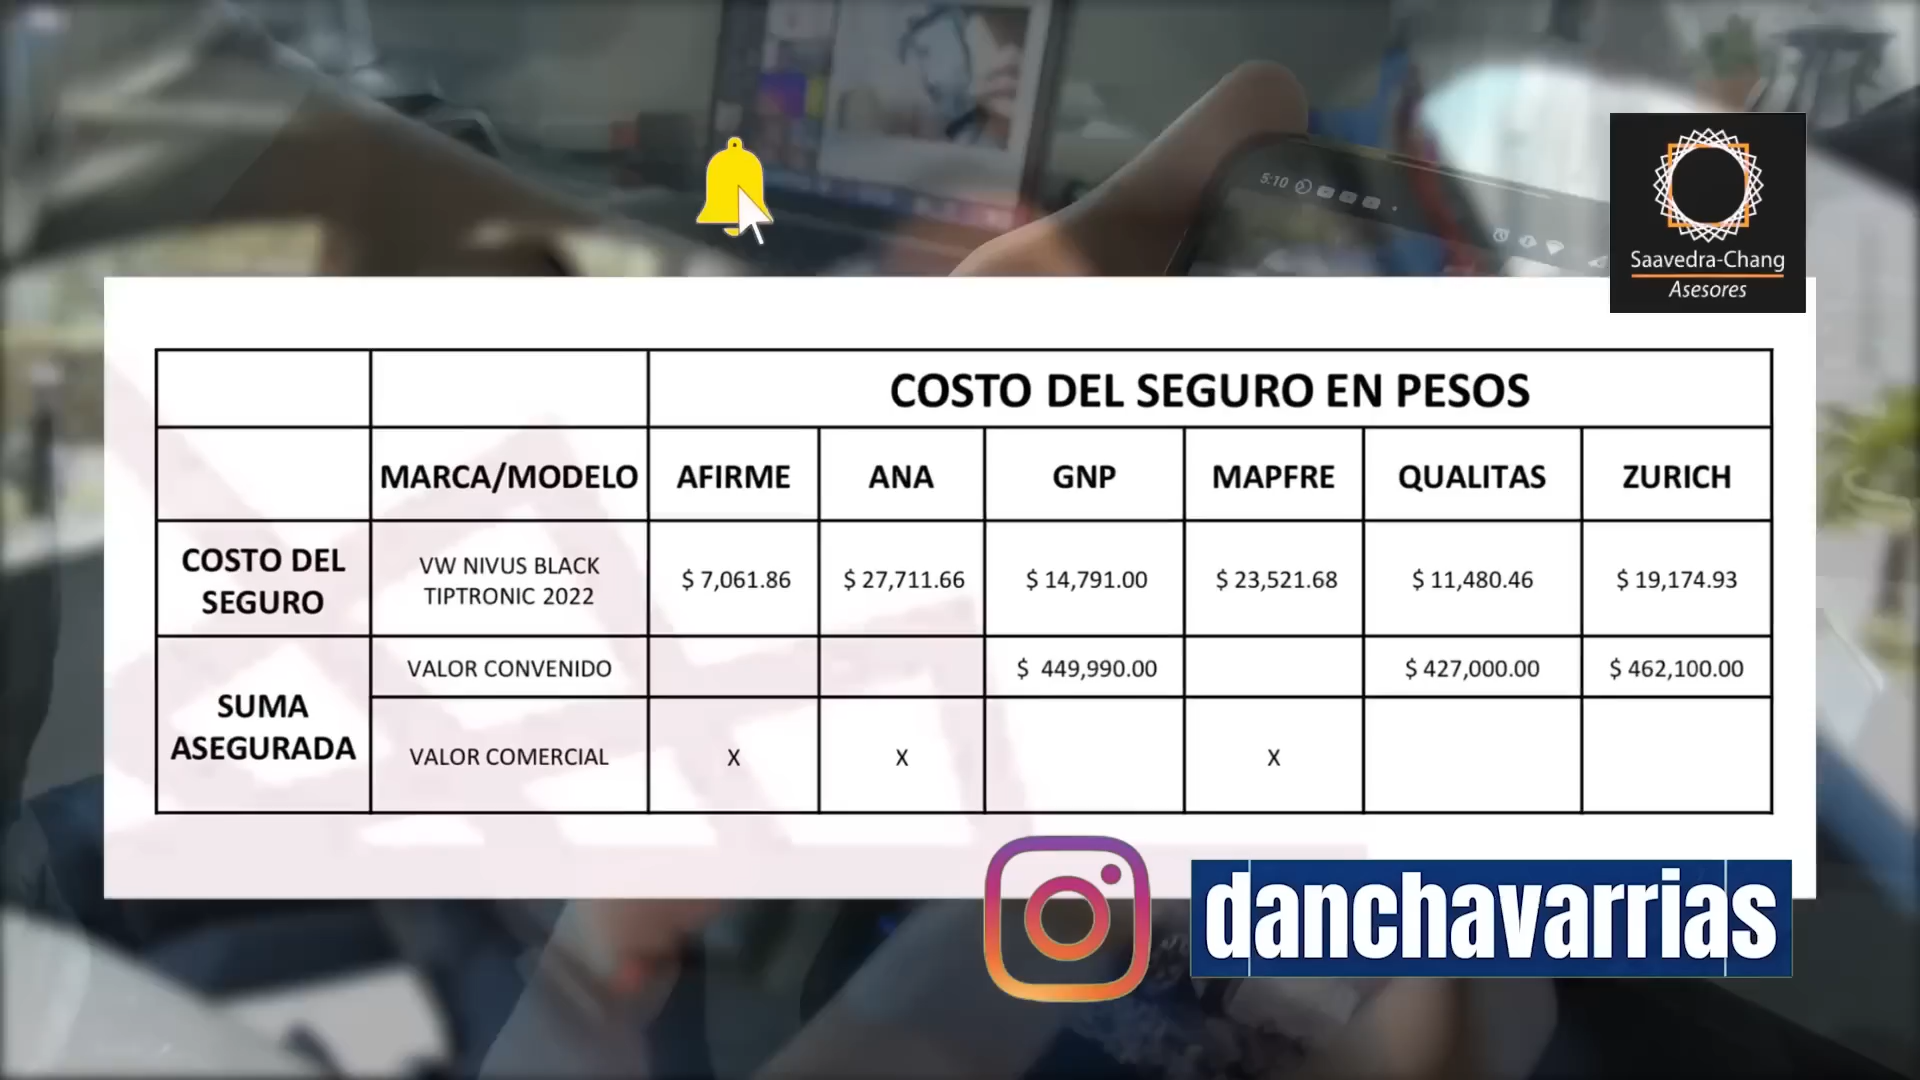 5:10
Saavedra-Chang
Asesores
COSTO DEL SEGURO EN PESOS
MARCA/MODELO AFIRME ANA GNP MAPFRE QUALITAS ZURICH
COSTO DEL SEGURO VW NIVUS BLACK TIPTRONIC 2022 $ 7,061.86 $ 27,711.66 $ 14,791.00 $ 23,521.68 $ 11,480.46 $ 19,174.93
SUMA ASEGURADA
VALOR CONVENIDO $ 449,990.00 $ 427,000.00 $ 462,100.00
VALOR COMERCIAL X X X
danchavarrias